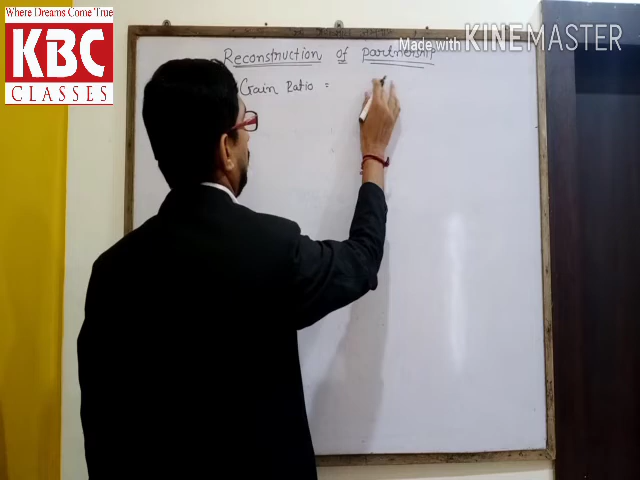 Where Dreams Come True
KBC
CLASSES
Made with KINEMASTER
Reconstruction of partnership
Gain Ratio =